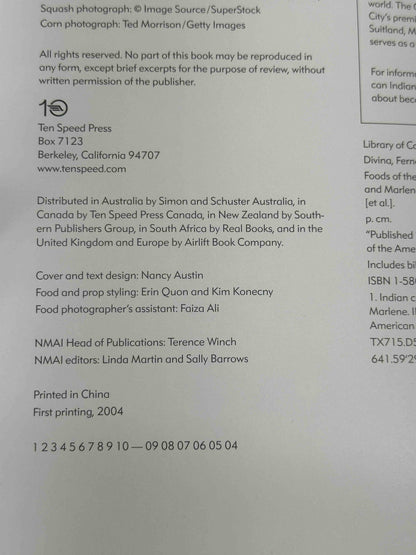 Squash photograph: © Image Source/SuperStock
Corn photograph: Ted Morrison/Getty Images
All rights reserved. No part of this book may be reproduced in
any form, except brief excerpts for the purpose of review, without
written permission of the publisher.
Ten Speed Press
Box 7123
Berkeley, California 94707
www.tenspeed.com
Distributed in Australia by Simon and Schuster Australia, in
Canada by Ten Speed Press Canada, in New Zealand by South-
ern Publishers Group, in South Africa by Real Books, and in the
United Kingdom and Europe by Airlift Book Company.
Cover and text design: Nancy Austin
Food and prop styling: Erin Quon and Kim Konecny
Food photographer's assistant: Faiza Ali
NMAI Head of Publications: Terence Winch
NMAI editors: Linda Martin and Sally Barrows
Printed in China
First printing, 2004
1 2 3 4 5 6 7 8 9 10 — 09 08 07 06 05 04
world. The
City's premi
Suitland, M
serves as a
For inform
can Indian
about bec
Library of Co
Divina, Fern
Foods of the
and Marlen
[et al.].
p. cm.
"Published
of the Ame
Includes bi
ISBN 1-580
1. Indian c
Marlene. I
American
TX715.D5
641.59'29